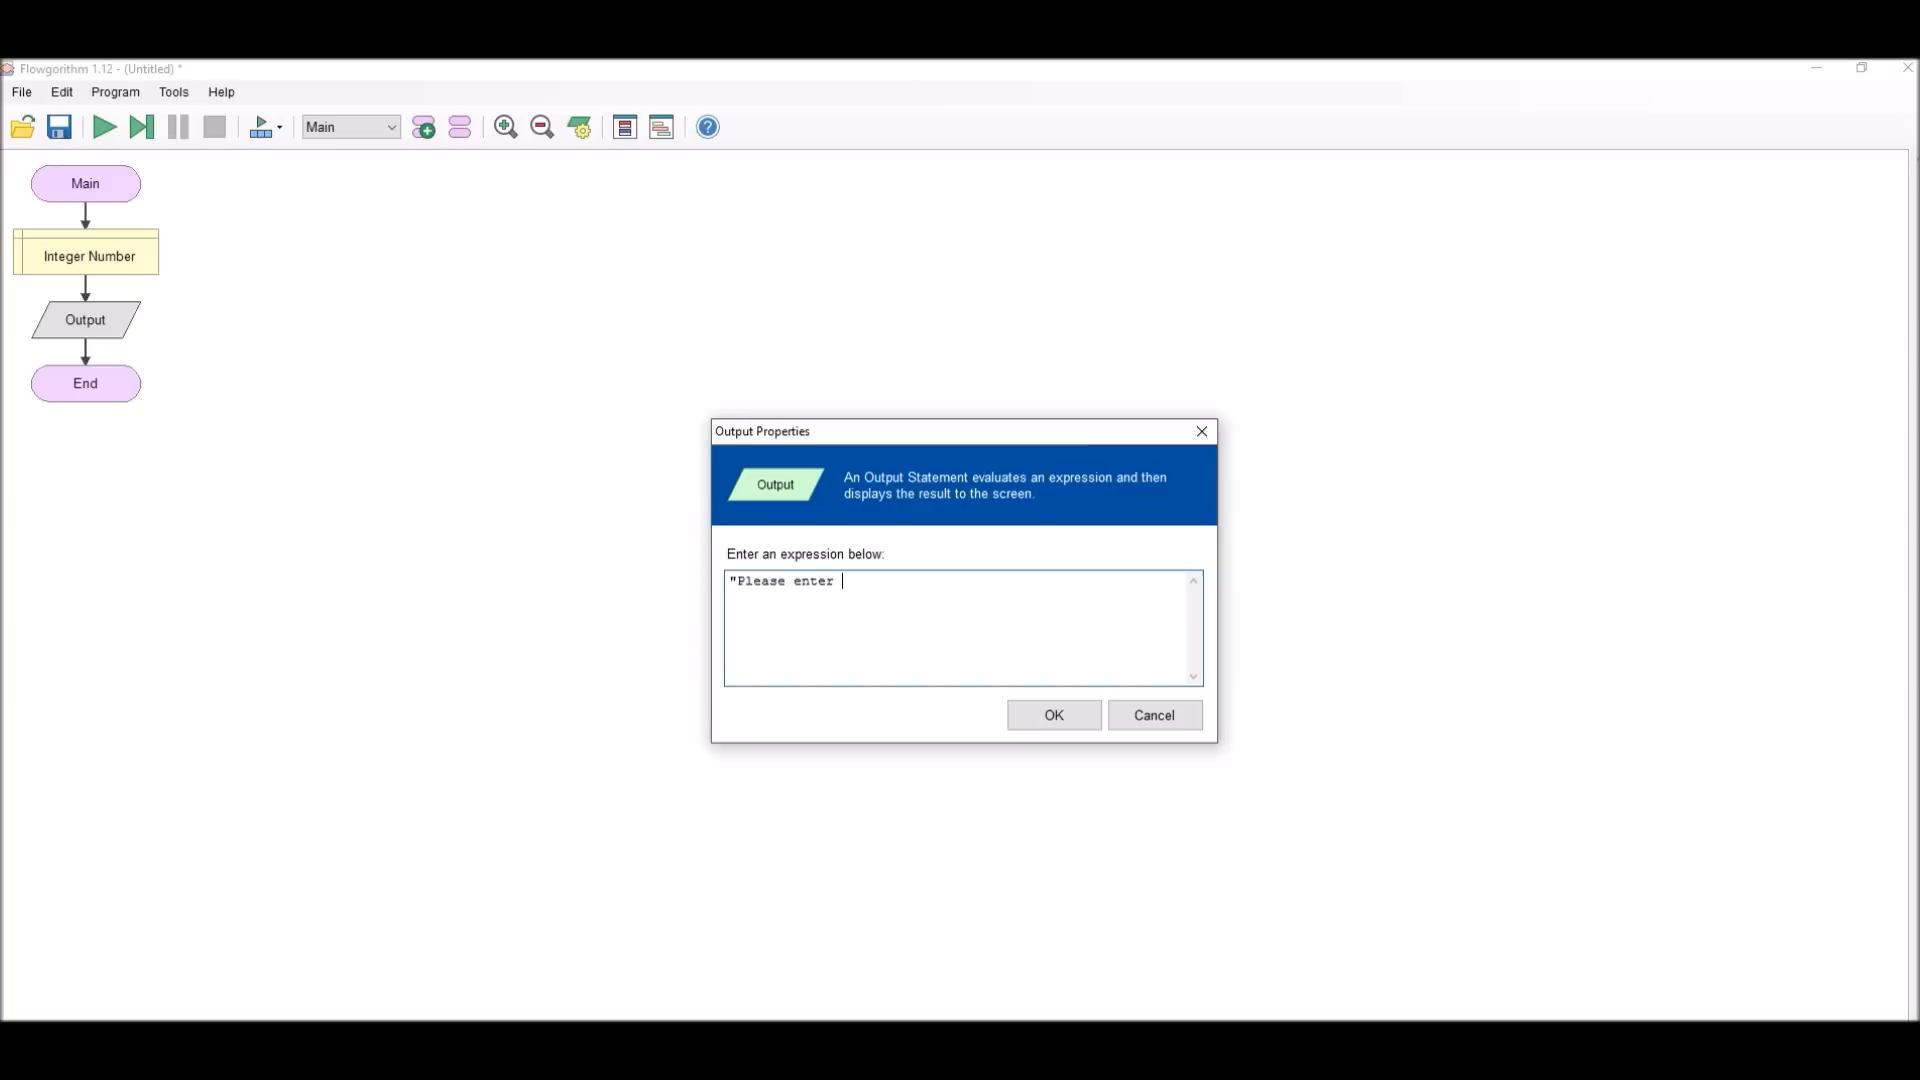 Flowgorithm 1.12 - (Untitled) *
File Edit Program Tools Help
Main
Main
Integer Number
Output
End
Output Properties
Output
An Output Statement evaluates an expression and then
displays the result to the screen.
Enter an expression below:
"Please enter
OK Cancel